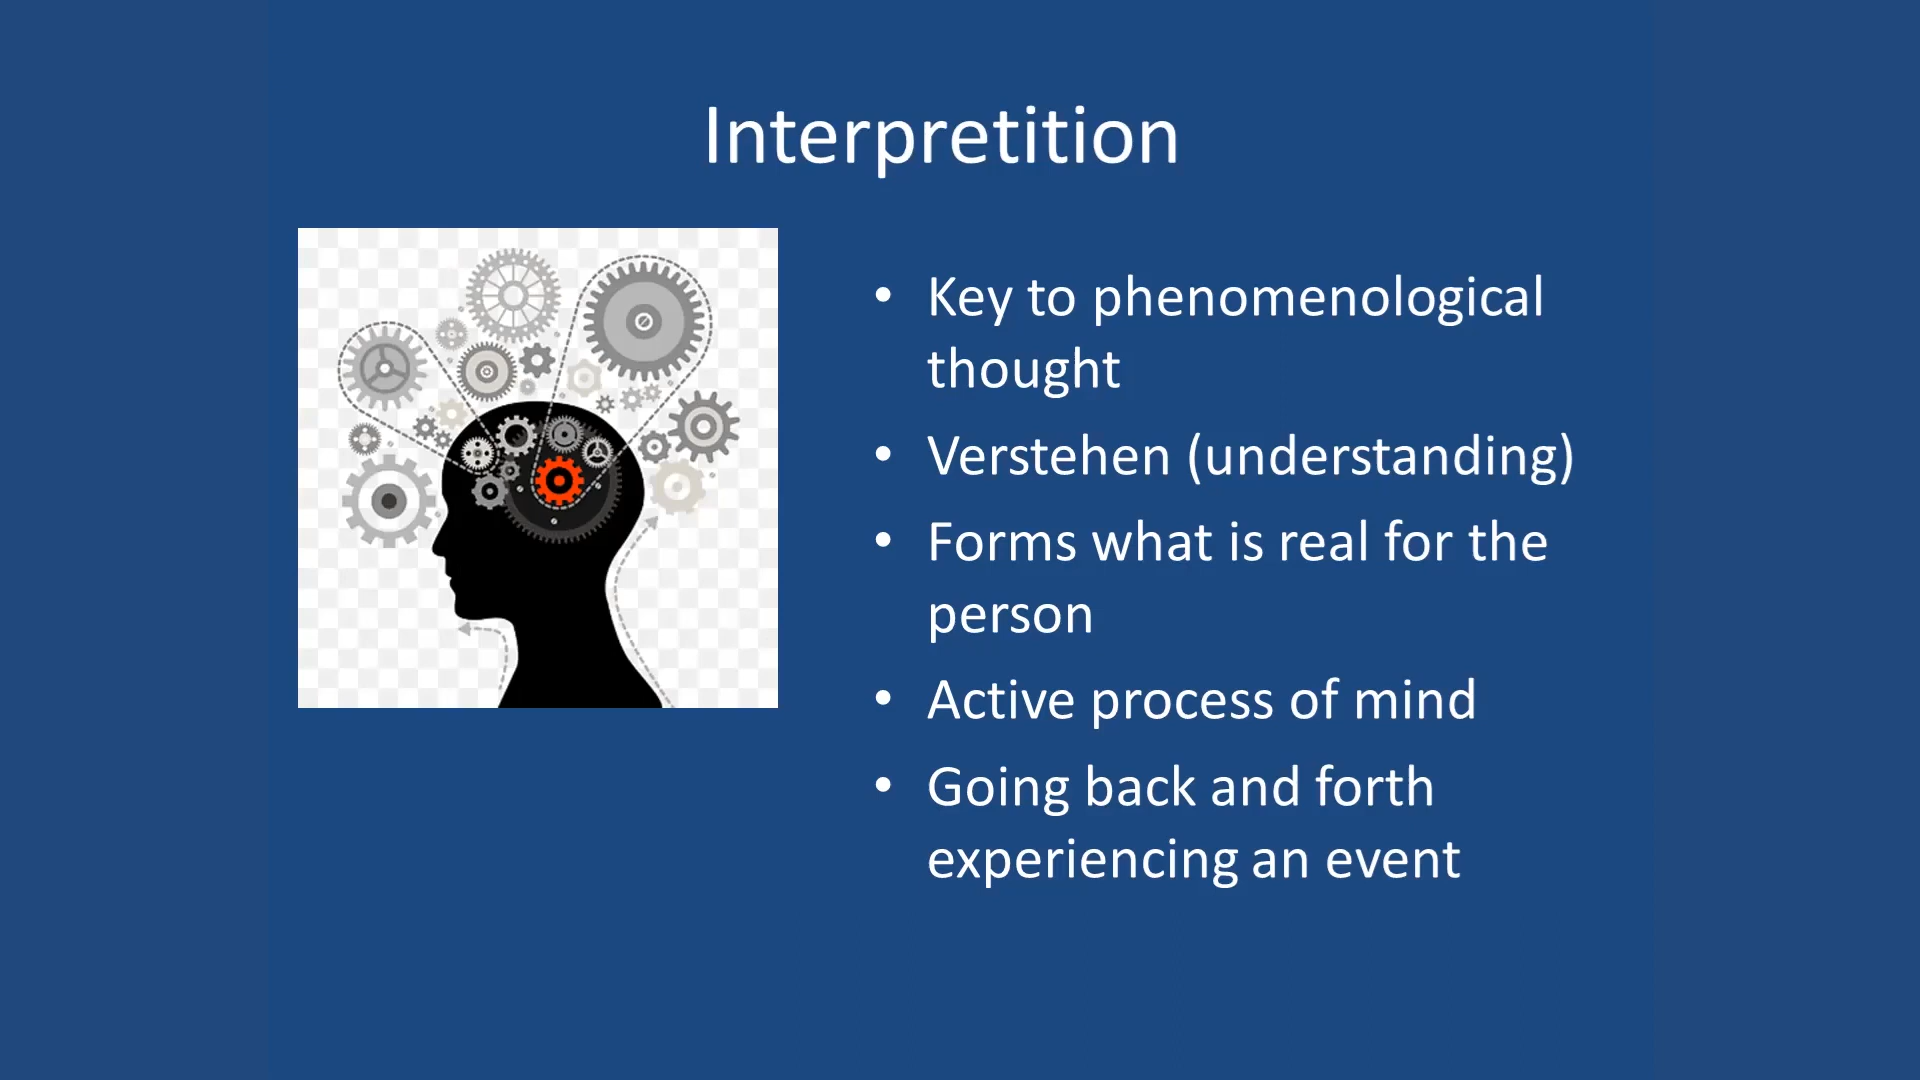 Interpretition
• Key to phenomenological
thought
• Verstehen (understanding)
• Forms what is real for the
person
• Active process of mind
• Going back and forth
experiencing an event